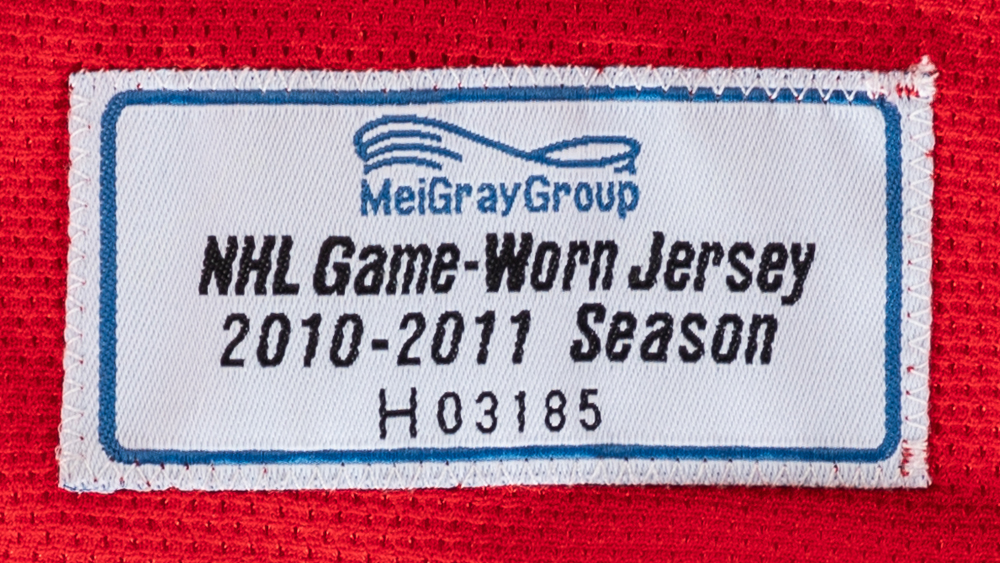 MeiGrayGroup
NHL Game-Worn Jersey
2010-2011 Season
H03185